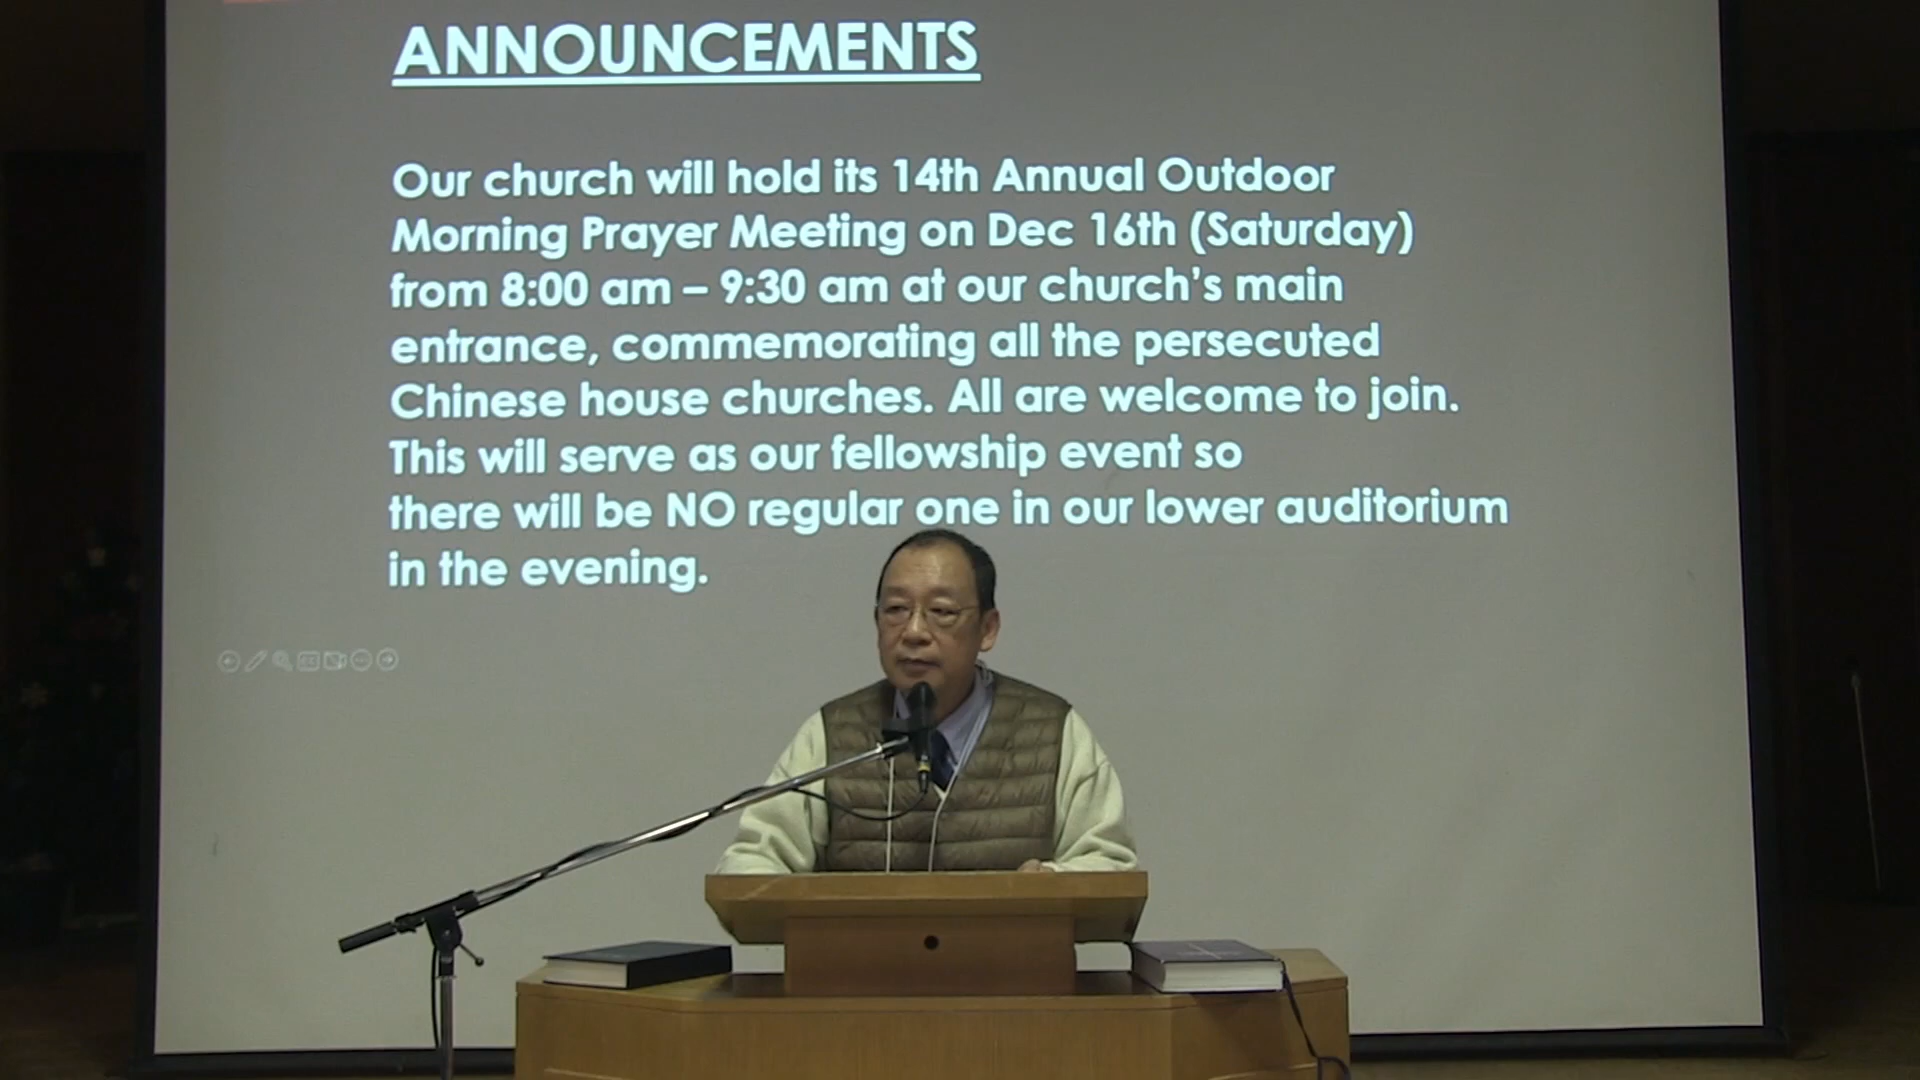 ANNOUNCEMENTS
Our church will hold its 14th Annual Outdoor
Morning Prayer Meeting on Dec 16th (Saturday)
from 8:00 am – 9:30 am at our church's main
entrance, commemorating all the persecuted
Chinese house churches. All are welcome to join.
This will serve as our fellowship event so
there will be NO regular one in our lower auditorium
in the evening.